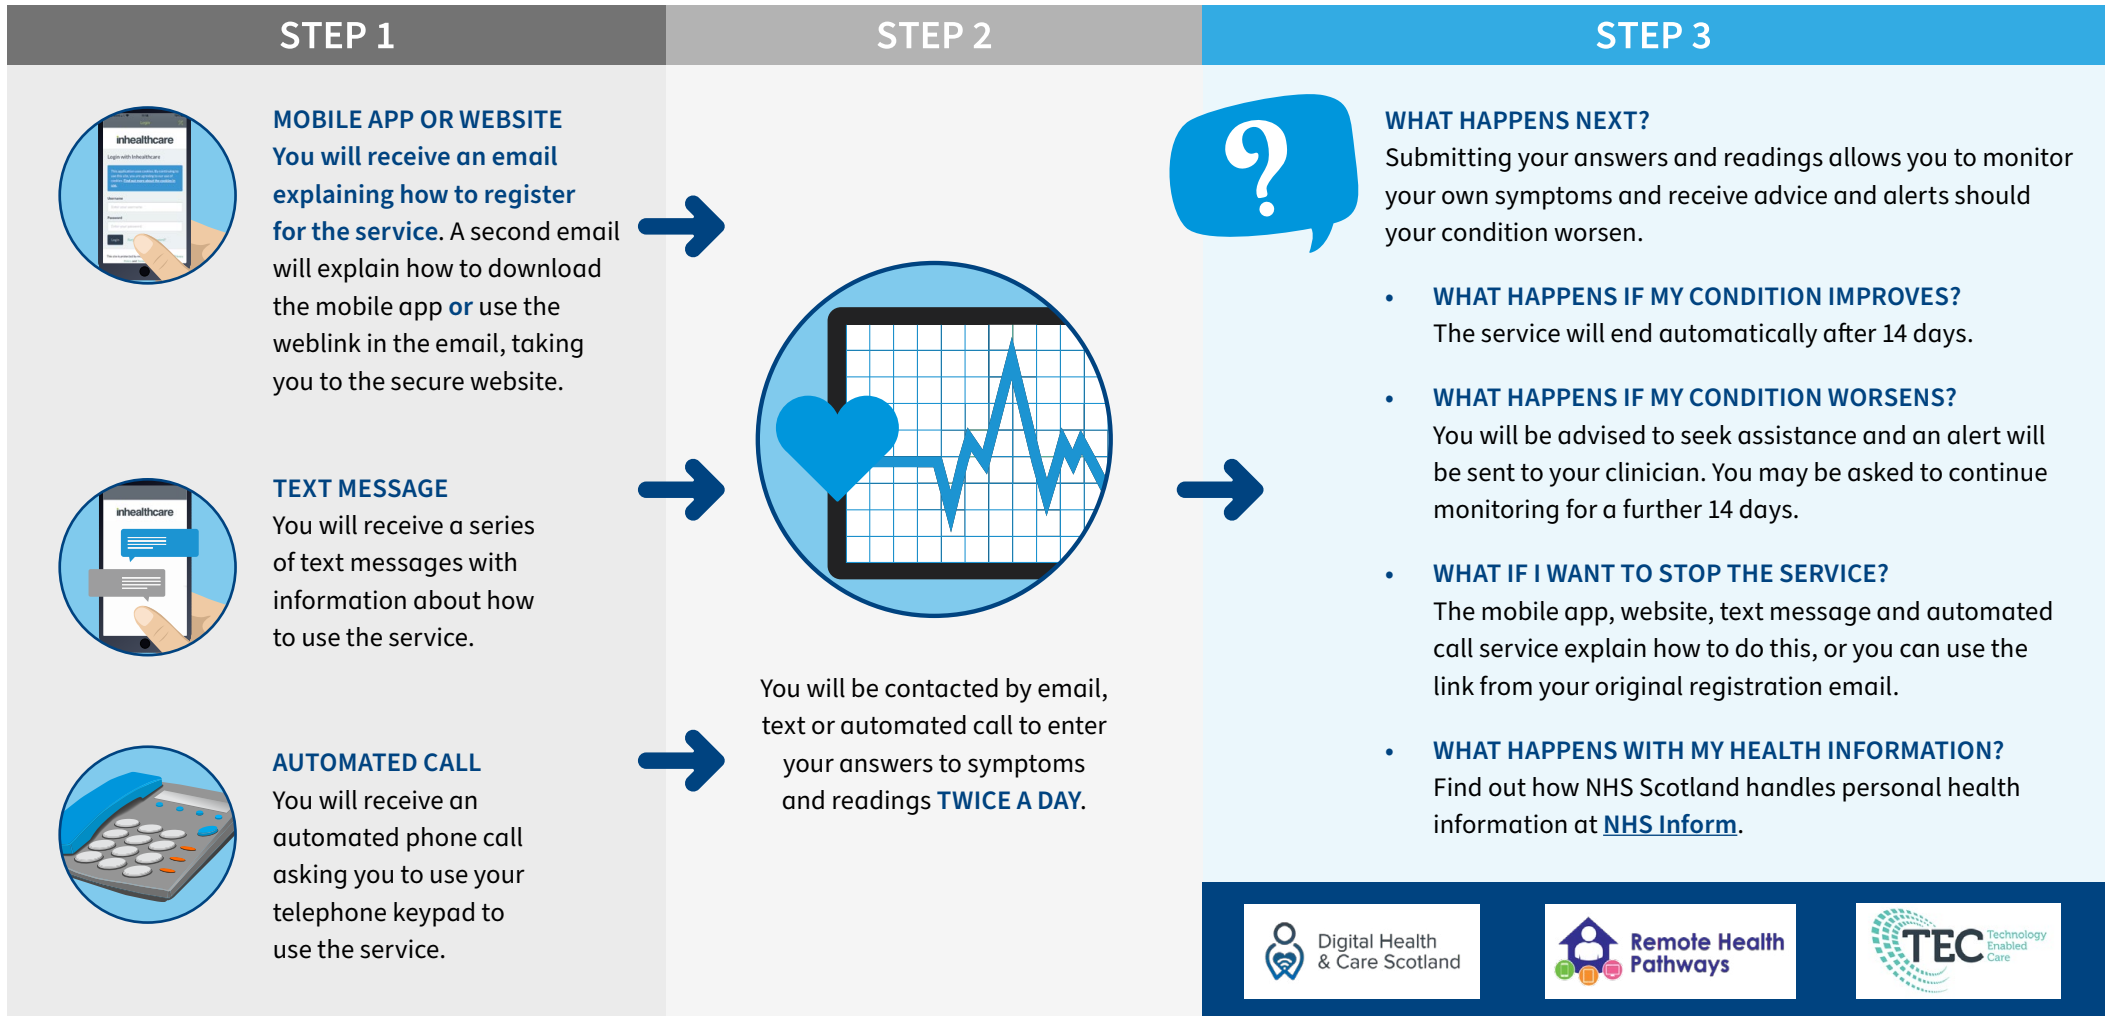 STEP 1
MOBILE APP OR WEBSITE
You will receive an email
explaining how to register
for the service. A second email
will explain how to download
the mobile app or use the
weblink in the email, taking
you to the secure website.
inhealthcare
Login with Inhealthcare
Username
Password
TEXT MESSAGE
You will receive a series
of text messages with
information about how
to use the service.
inhealthcare
AUTOMATED CALL
You will receive an
automated phone call
asking you to use your
telephone keypad to
use the service.
STEP 2
You will be contacted by email,
text or automated call to enter
your answers to symptoms
and readings TWICE A DAY.
STEP 3
?
WHAT HAPPENS NEXT?
Submitting your answers and readings allows you to monitor
your own symptoms and receive advice and alerts should
your condition worsen.
• WHAT HAPPENS IF MY CONDITION IMPROVES?
The service will end automatically after 14 days.
• WHAT HAPPENS IF MY CONDITION WORSENS?
You will be advised to seek assistance and an alert will
be sent to your clinician. You may be asked to continue
monitoring for a further 14 days.
• WHAT IF I WANT TO STOP THE SERVICE?
The mobile app, website, text message and automated
call service explain how to do this, or you can use the
link from your original registration email.
• WHAT HAPPENS WITH MY HEALTH INFORMATION?
Find out how NHS Scotland handles personal health
information at NHS Inform.
Digital Health
& Care Scotland
Remote Health
Pathways
TEC
Technology
Enabled
Care